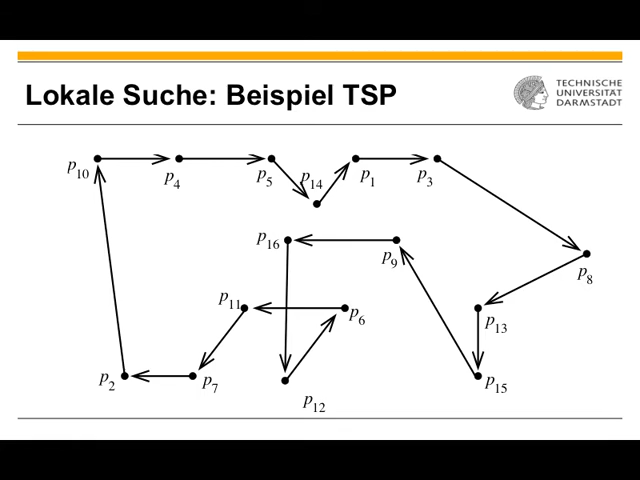 Lokale Suche: Beispiel TSP
TECHNISCHE
UNIVERSITÄT
DARMSTADT
p10
p4
p5
p14
p1
p3
p16
p9
p8
p11
p6
p13
p2
p7
p12
p15